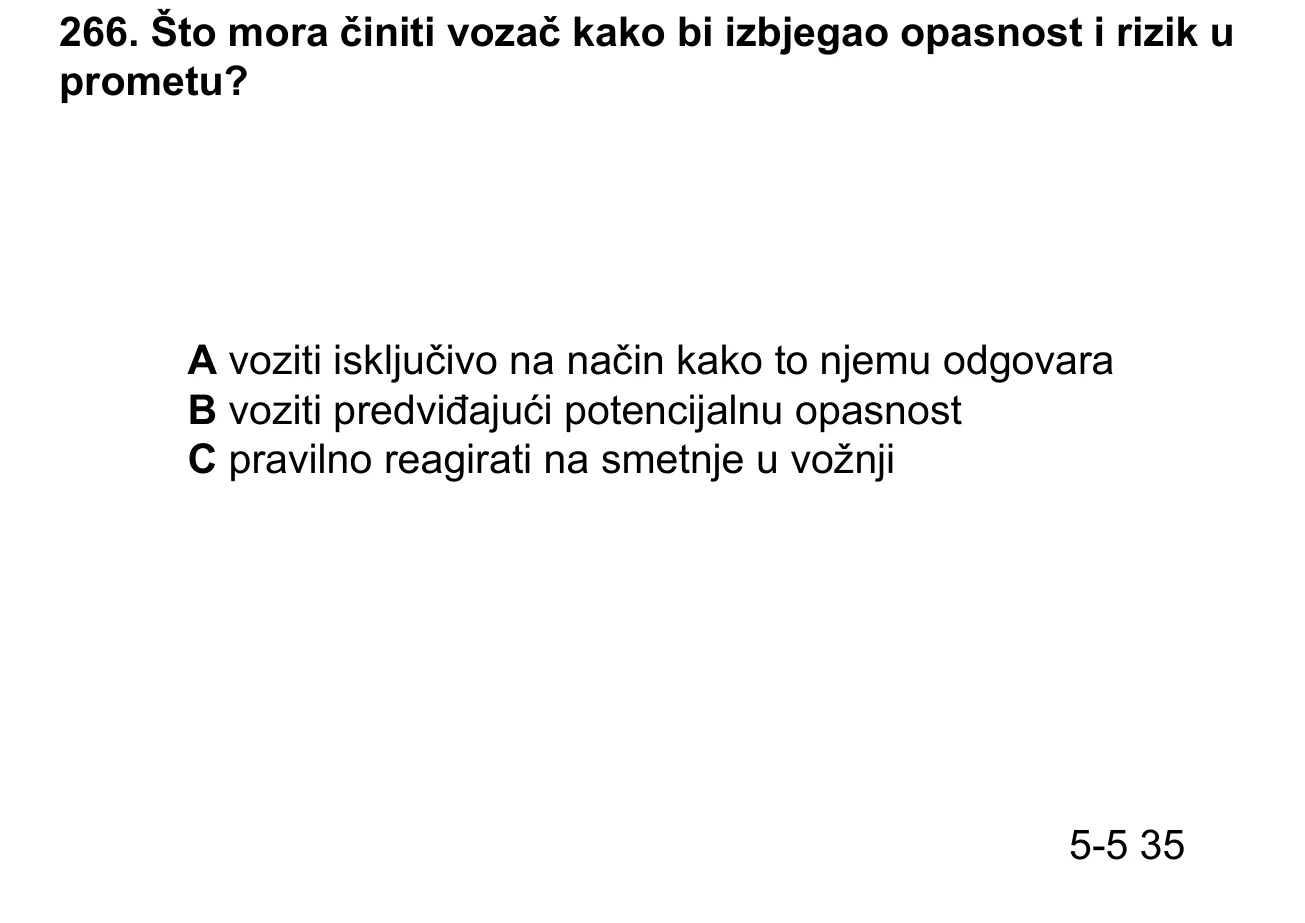 266. Što mora činiti vozač kako bi izbjegao opasnost i rizik u
prometu?
A voziti isključivo na način kako to njemu odgovara
B voziti predviđajući potencijalnu opasnost
C pravilno reagirati na smetnje u vožnji
5-5 35